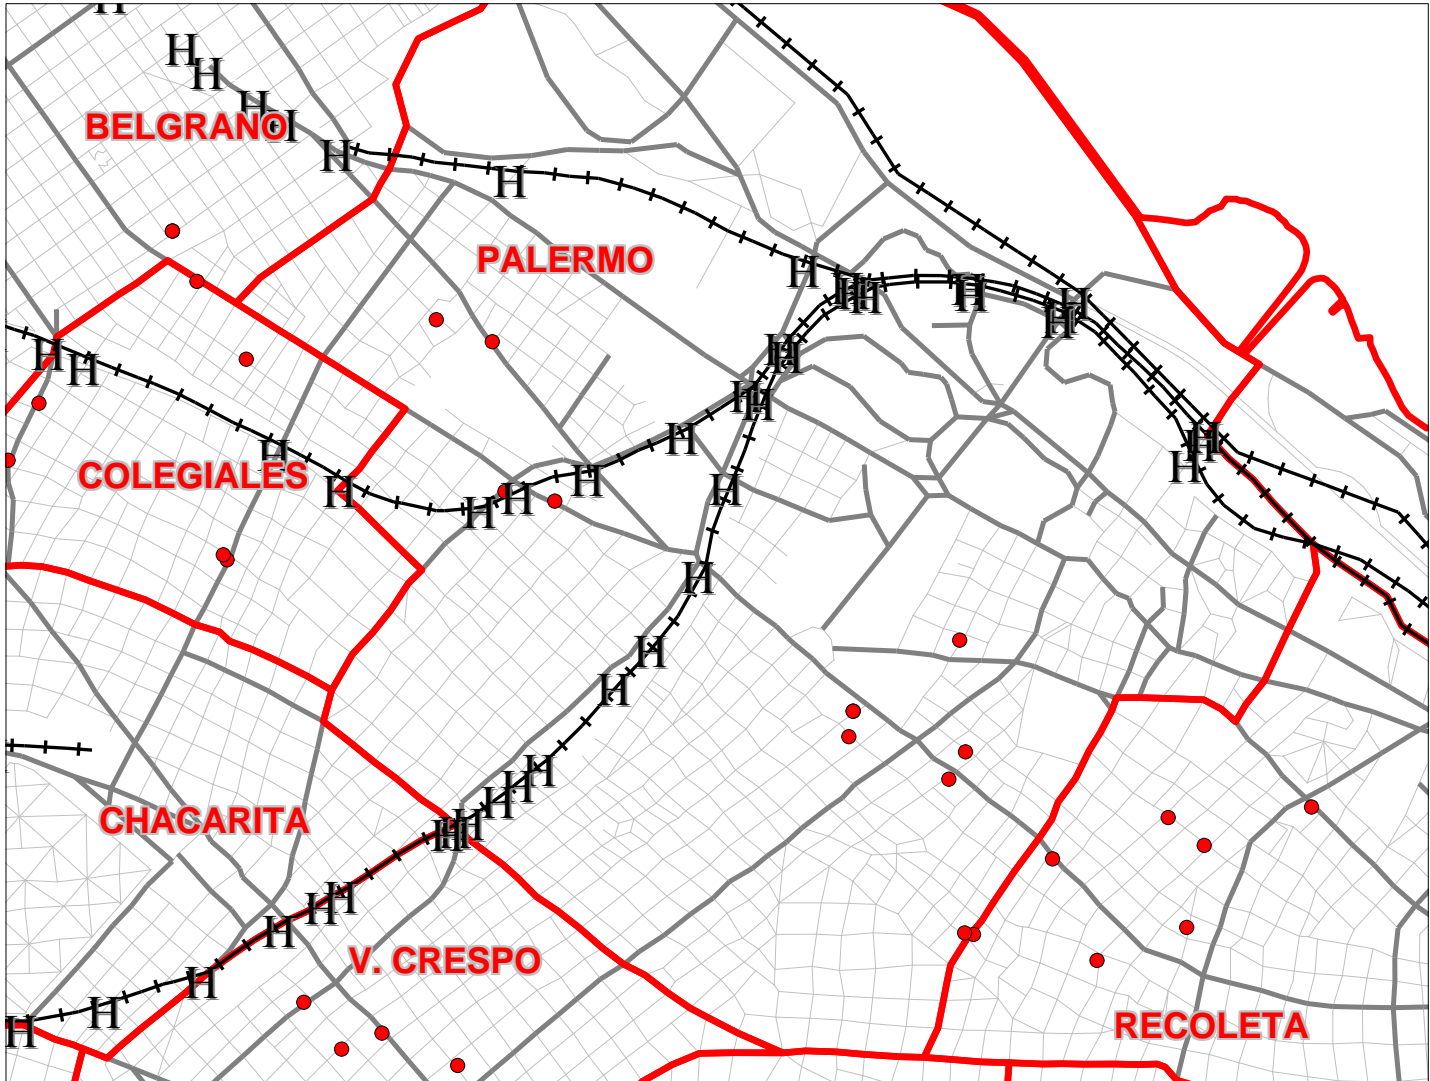 BELGRANO
PALERMO
COLEGIALES
CHACARITA
V. CRESPO
RECOLETA